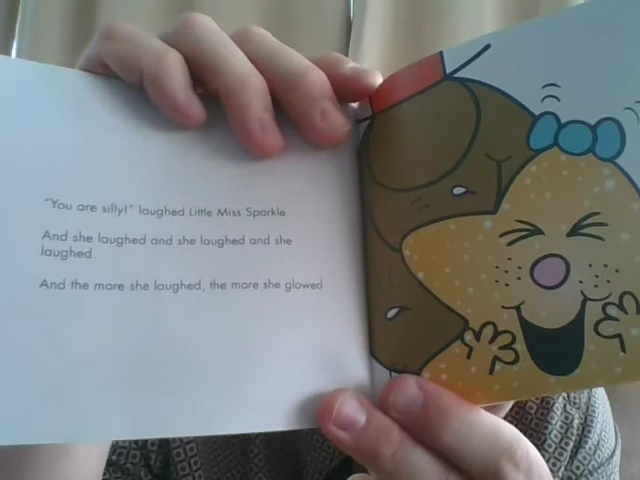 "You are silly!" laughed Little Miss Sparkle
And she laughed and she laughed and she
laughed.
And the more she laughed, the more she glowed